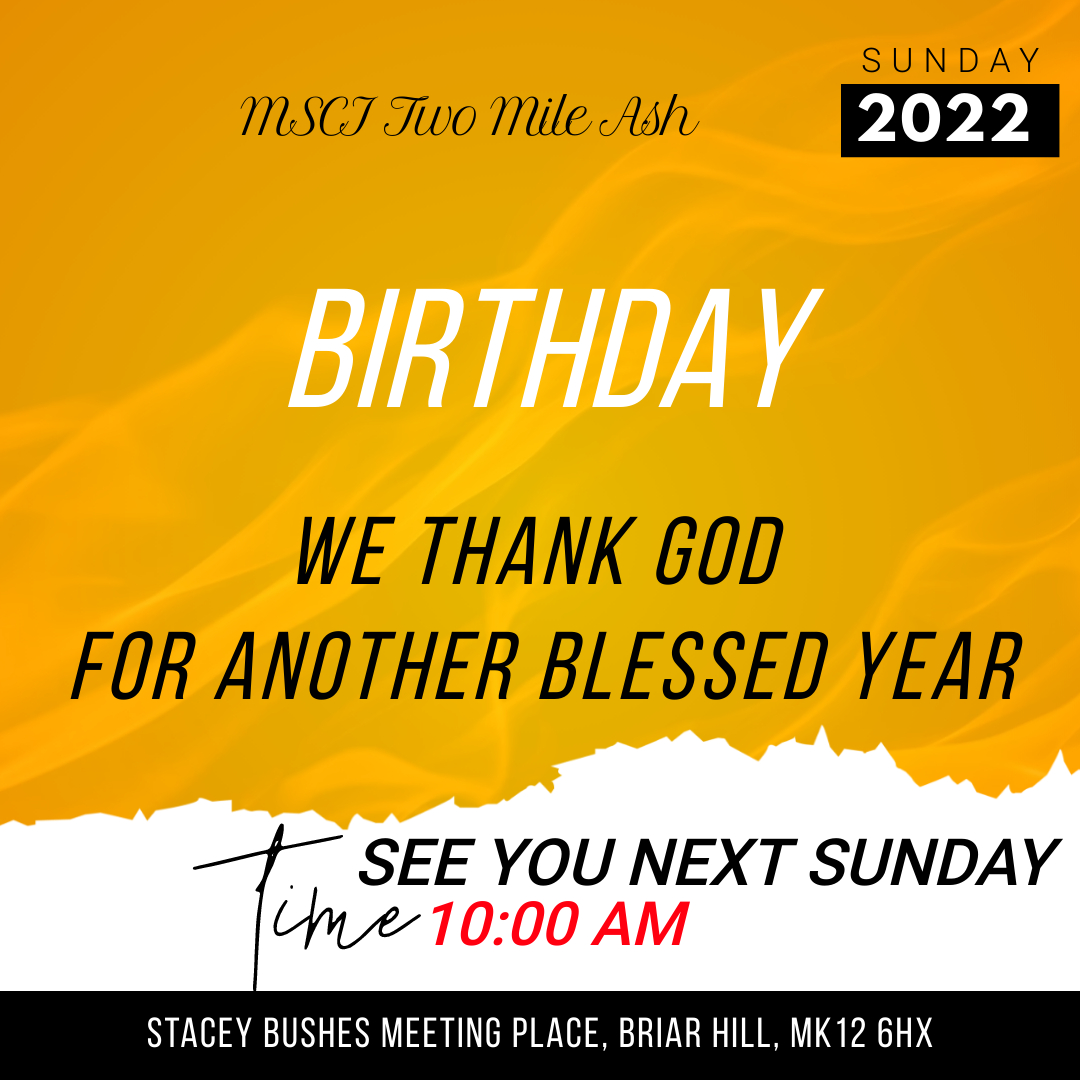 SUNDAY
2022
MSCI Two Mile Ash
BIRTHDAY
WE THANK GOD
FOR ANOTHER BLESSED YEAR
SEE YOU NEXT SUNDAY
Time 10:00 AM
STACEY BUSHES MEETING PLACE, BRIAR HILL, MK12 6HX